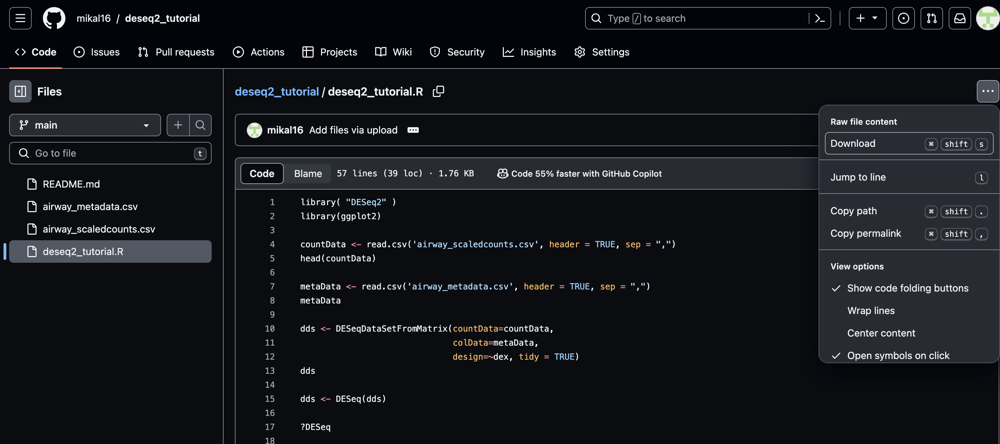 mikal16 / deseq2_tutorial
Type / to search
Code
Issues
Pull requests
Actions
Projects
Wiki
Security
Insights
Settings
Files
main
Go to file
t
README.md
airway_metadata.csv
airway_scaledcounts.csv
deseq2_tutorial.R
deseq2_tutorial / deseq2_tutorial.R
mikal16 Add files via upload
Code
Blame
57 lines (39 loc) · 1.76 KB
Code 55% faster with GitHub Copilot
1 library( "DESeq2" )
2 library(ggplot2)
3
4 countData <- read.csv('airway_scaledcounts.csv', header = TRUE, sep = ",")
5 head(countData)
6
7 metaData <- read.csv('airway_metadata.csv', header = TRUE, sep = ",")
8 metaData
9
10 dds <- DESeqDataSetFromMatrix(countData=countData,
11 colData=metaData,
12 design=~dex, tidy = TRUE)
13 dds
14
15 dds <- DESeq(dds)
16
17 ?DESeq
18
Raw file content
Download ⌘ shift s
Jump to line l
Copy path ⌘ shift .
Copy permalink ⌘ shift ,
View options
Show code folding buttons
Wrap lines
Center content
Open symbols on click